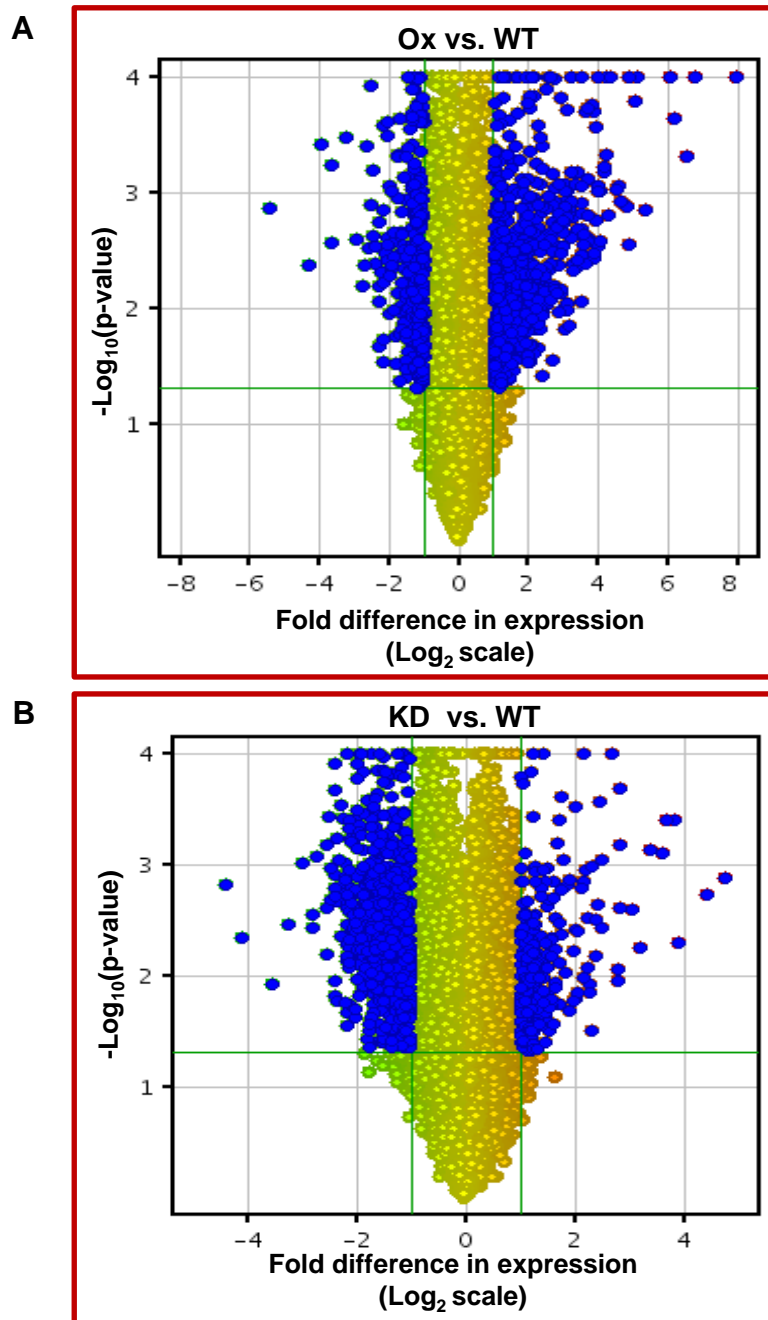 A
Ox vs. WT
4
3
2
1
-Log₁₀(p-value)
−8 −6 −4 −2 0 2 4 6 8
Fold difference in expression
(Log₂ scale)
B
KD vs. WT
4
3
2
1
-Log₁₀(p-value)
−4 −2 0 2 4
Fold difference in expression
(Log₂ scale)